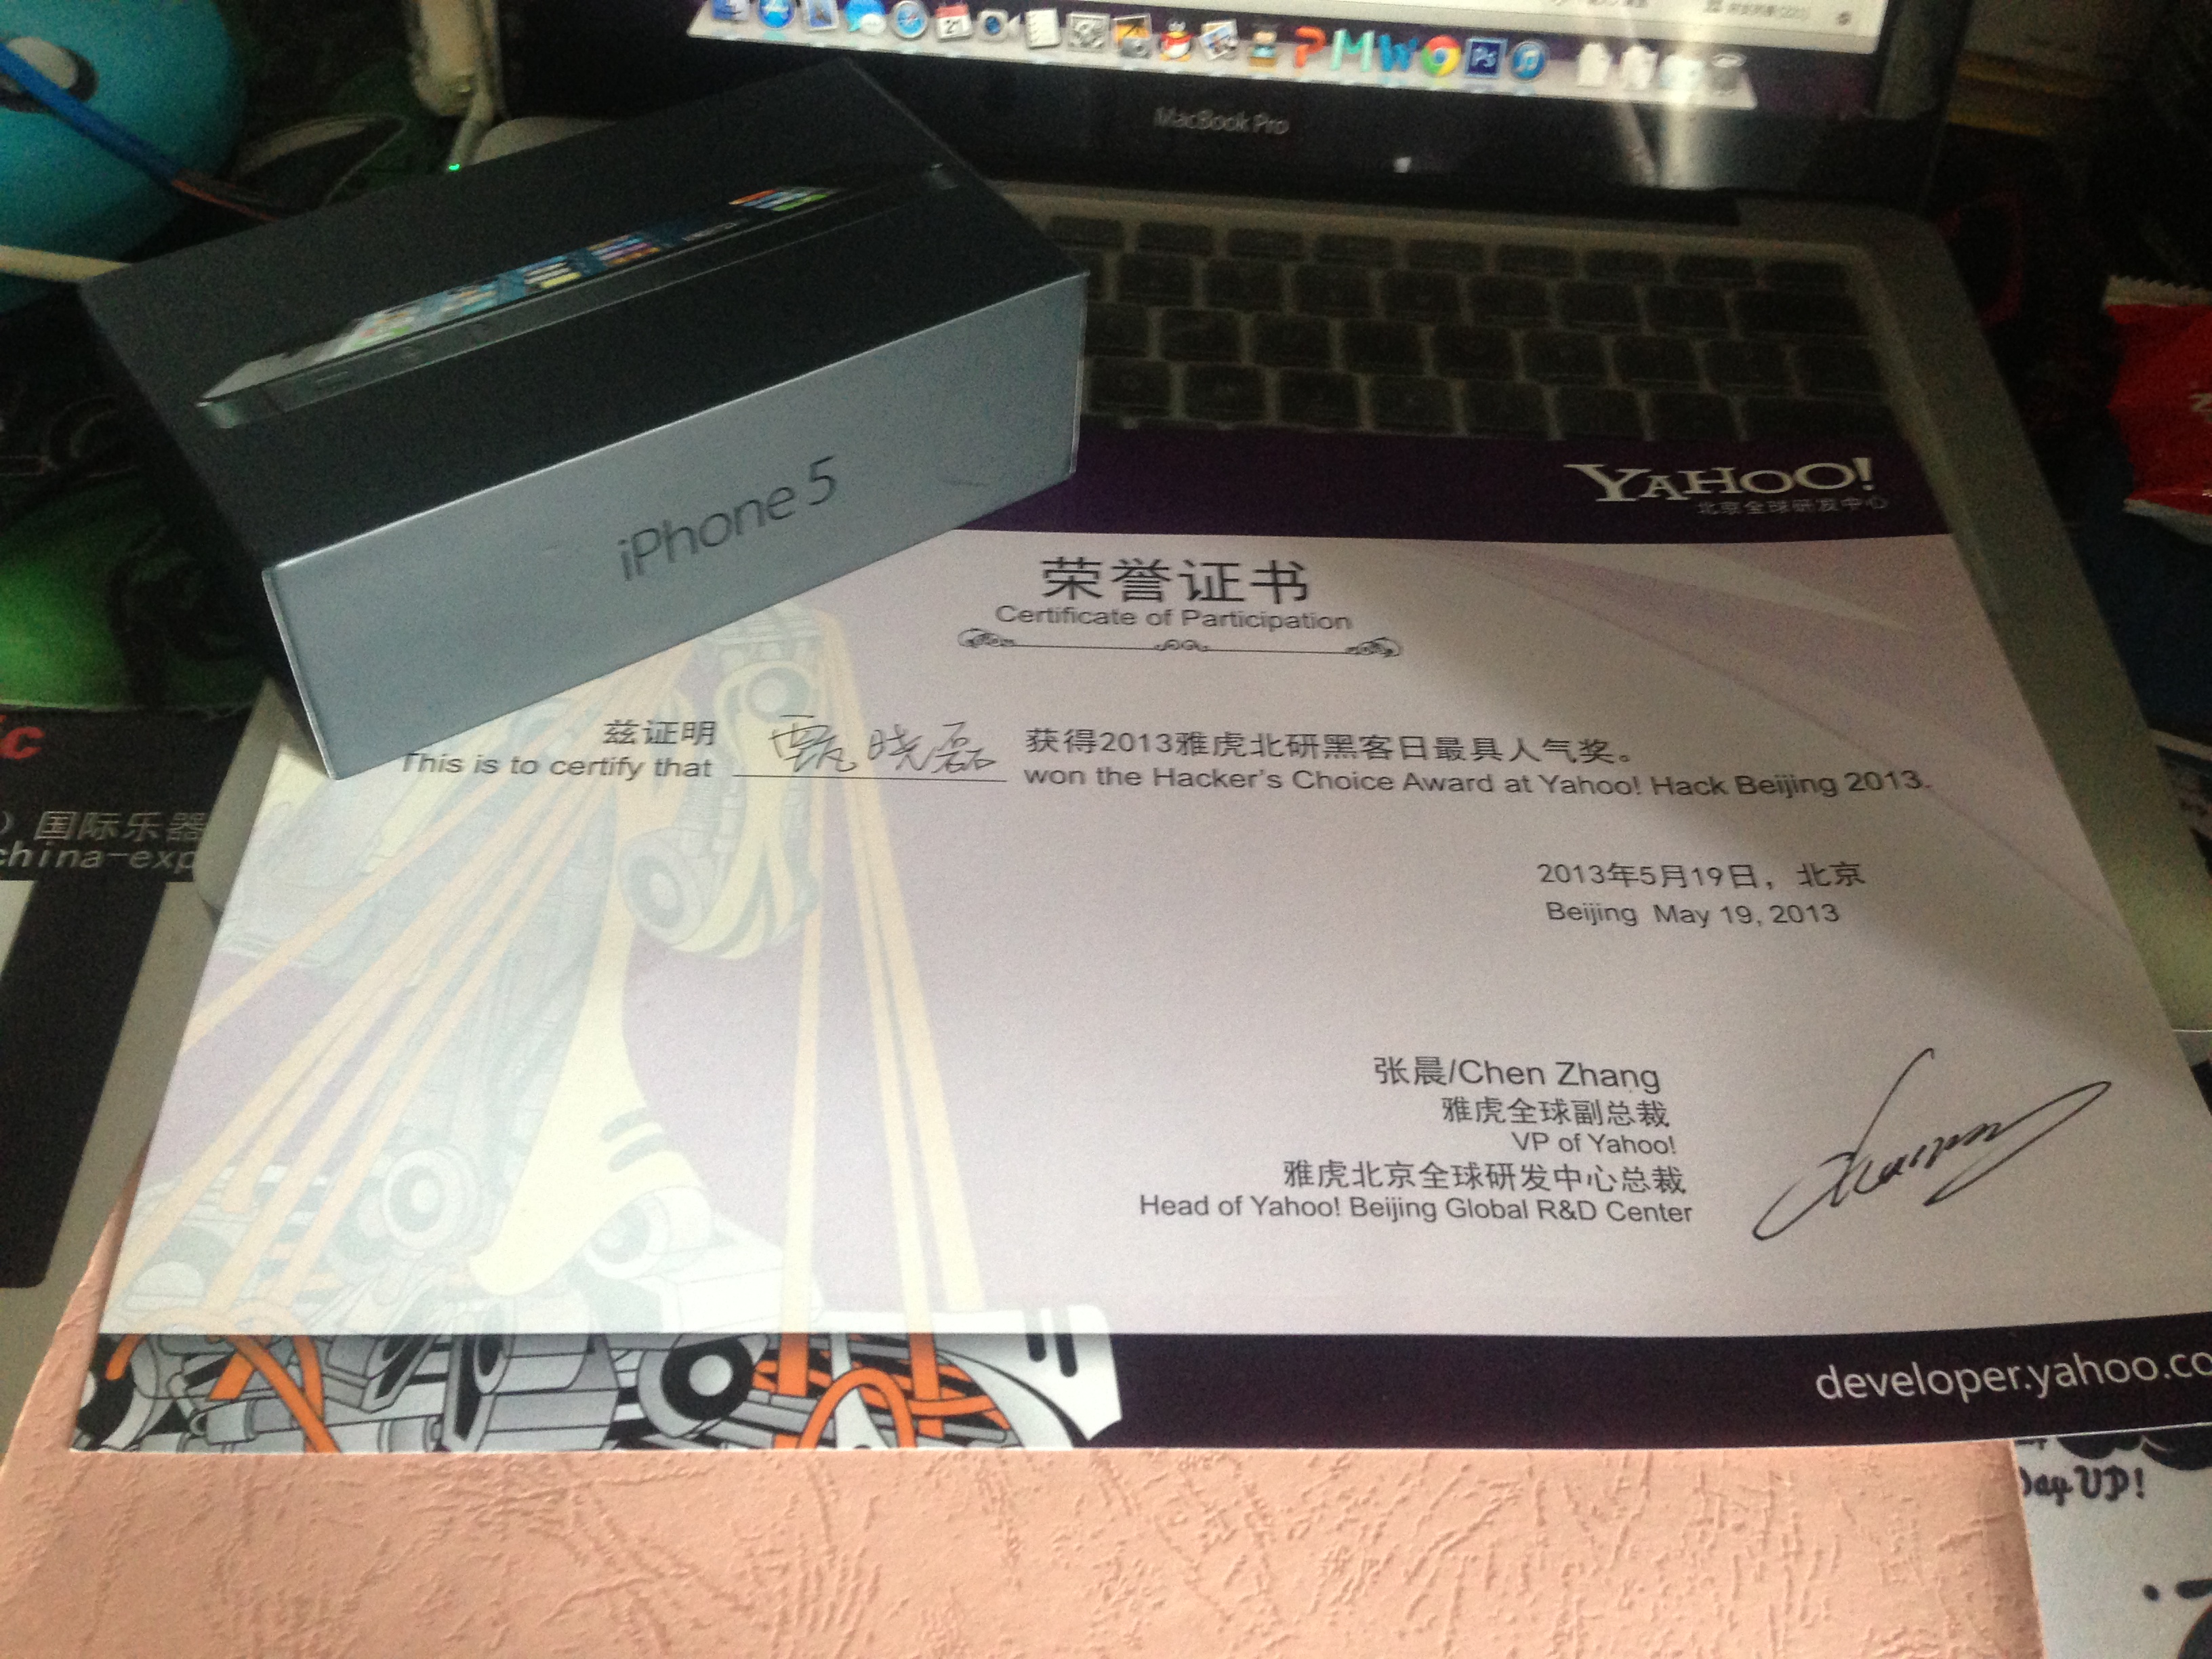 MacBook Pro
iPhone 5
YAHOO!
北京全球研发中心
荣誉证书
Certificate of Participation
兹证明 甄晓磊 获得2013雅虎北研黑客日最具人气奖。
This is to certify that won the Hacker's Choice Award at Yahoo! Hack Beijing 2013.
国际乐器
china-exp
2013年5月19日，北京
Beijing May 19, 2013
张晨/Chen Zhang
雅虎全球副总裁
VP of Yahoo!
雅虎北京全球研发中心总裁
Head of Yahoo! Beijing Global R&D Center
developer.yahoo.co
Day UP!